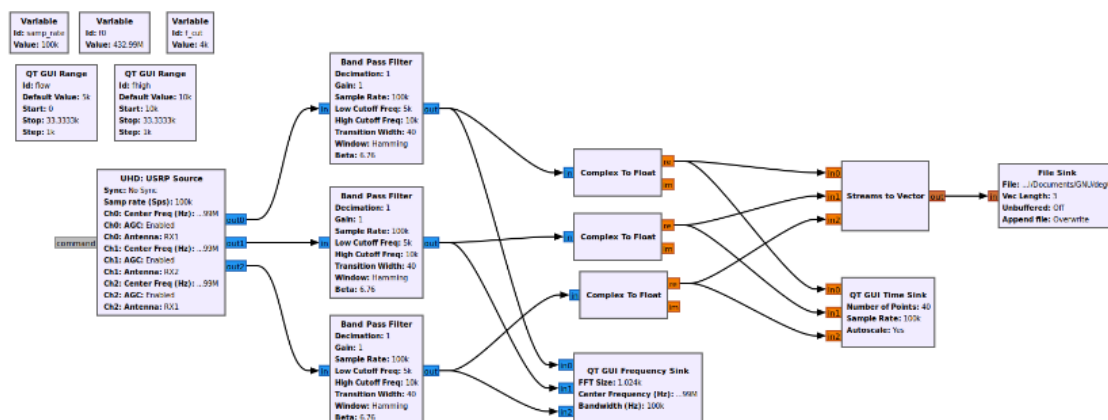 Variable
Id: samp_rate
Value: 100k
Variable
Id: f0
Value: 432.99M
Variable
Id: f_cut
Value: 4k
QT GUI Range
Id: flow
Default Value: 5k
Start: 0
Stop: 33.3333k
Step: 1k
QT GUI Range
Id: fhigh
Default Value: 10k
Start: 10k
Stop: 33.3333k
Step: 1k
UHD: USRP Source
Sync: No Sync
Samp rate (Sps): 100k
Ch0: Center Freq (Hz): ...99M
Ch0: AGC: Enabled
Ch0: Antenna: RX1
Ch1: Center Freq (Hz): ...99M
Ch1: AGC: Enabled
Ch1: Antenna: RX2
Ch2: Center Freq (Hz): ...99M
Ch2: AGC: Enabled
Ch2: Antenna: RX1
command
out0
out1
out2
Band Pass Filter
Decimation: 1
Gain: 1
Sample Rate: 100k
Low Cutoff Freq: 5k
High Cutoff Freq: 10k
Transition Width: 40
Window: Hamming
Beta: 6.76
in
out
Band Pass Filter
Decimation: 1
Gain: 1
Sample Rate: 100k
Low Cutoff Freq: 5k
High Cutoff Freq: 10k
Transition Width: 40
Window: Hamming
Beta: 6.76
in
out
Band Pass Filter
Decimation: 1
Gain: 1
Sample Rate: 100k
Low Cutoff Freq: 5k
High Cutoff Freq: 10k
Transition Width: 40
Window: Hamming
Beta: 6.76
in
out
in
Complex To Float
re
im
in
Complex To Float
re
im
in
Complex To Float
re
im
in0
in1
in2
QT GUI Frequency Sink
FFT Size: 1.024k
Center Frequency (Hz): ...99M
Bandwidth (Hz): 100k
in0
in1
in2
Streams to Vector
out
in0
in1
in2
QT GUI Time Sink
Number of Points: 40
Sample Rate: 100k
Autoscale: Yes
in
File Sink
File: .../Documents/GNU/deg
Vec Length: 3
Unbuffered: Off
Append file: Overwrite